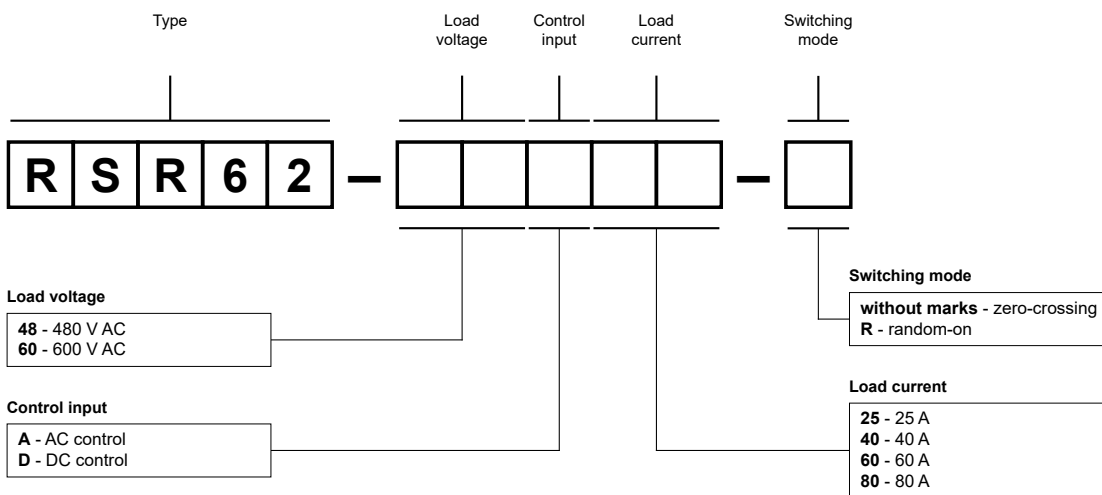 Type
Load voltage
Control input
Load current
Switching mode
RSR62 – –
Load voltage
48 - 480 V AC
60 - 600 V AC
Control input
A - AC control
D - DC control
Switching mode
without marks - zero-crossing
R - random-on
Load current
25 - 25 A
40 - 40 A
60 - 60 A
80 - 80 A